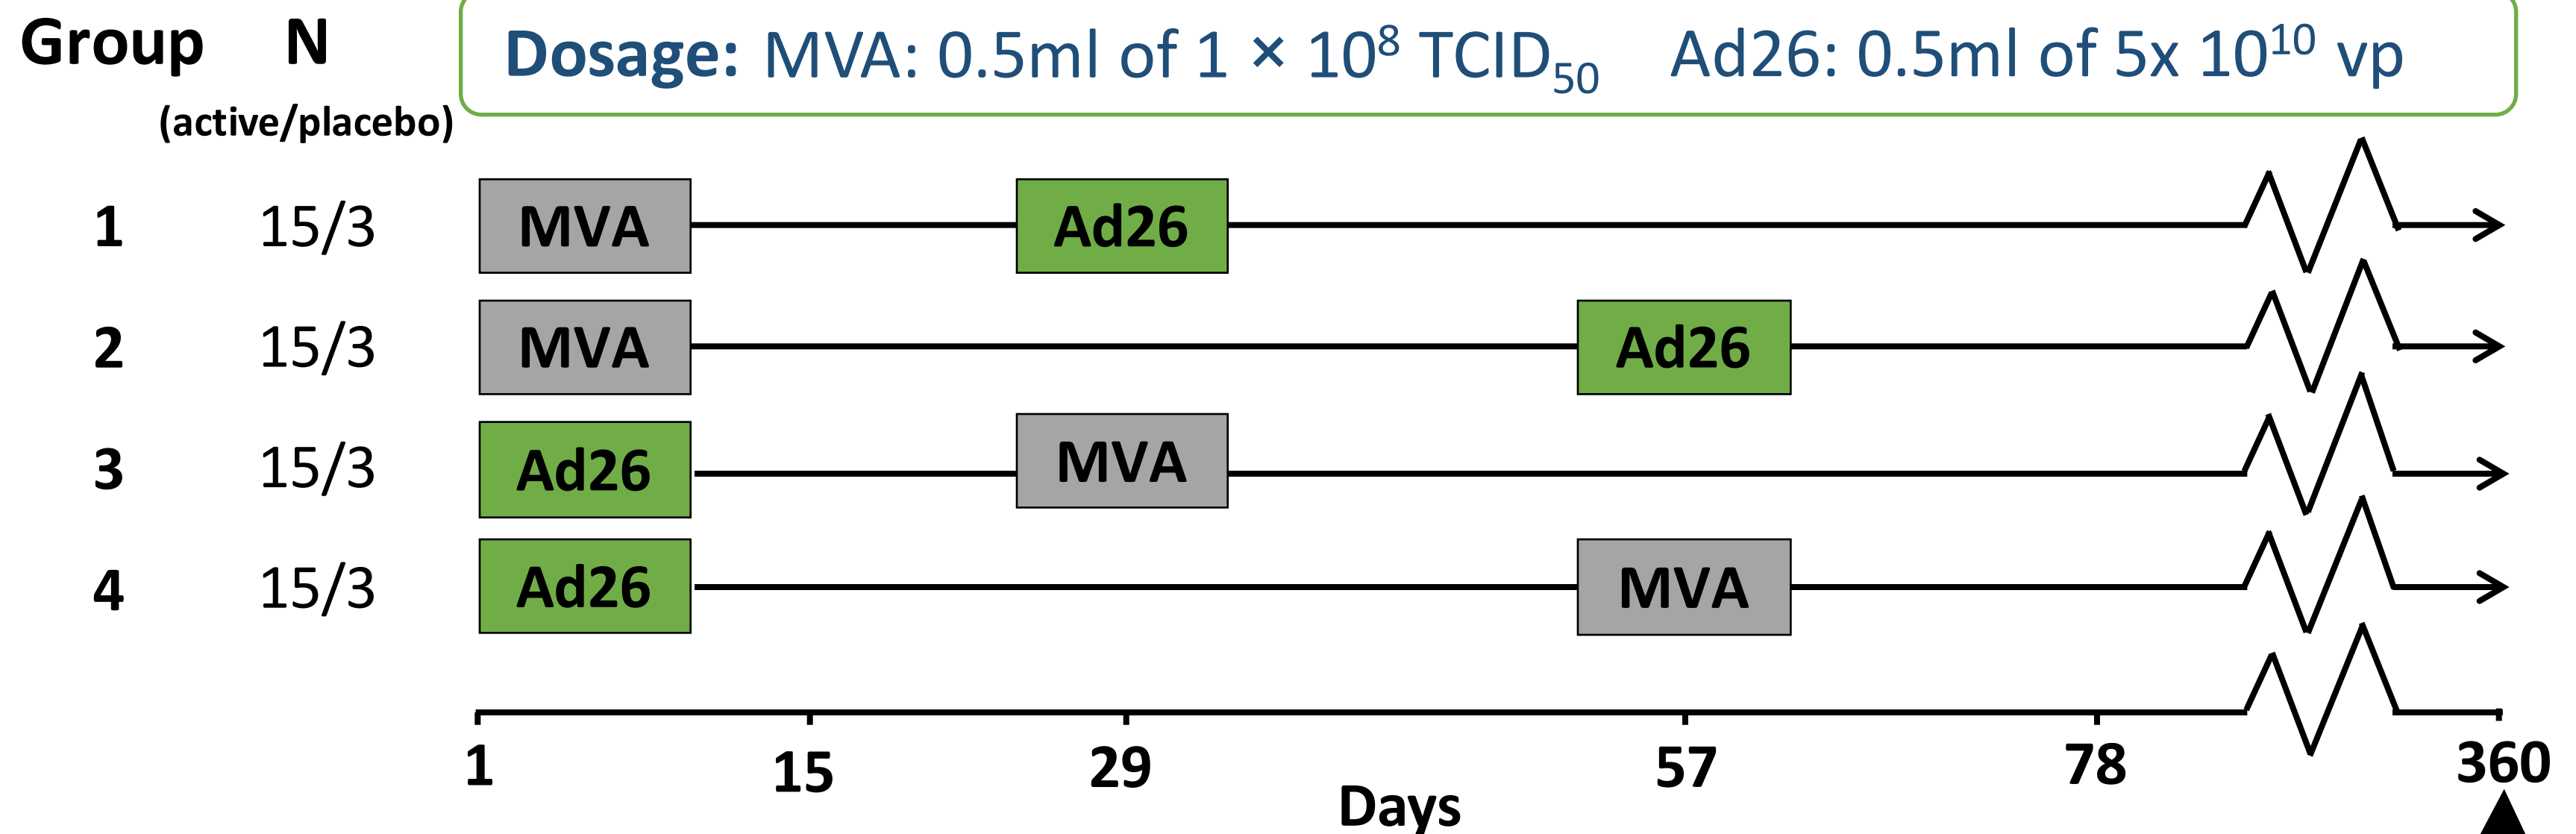 Group N
(active/placebo)
Dosage: MVA: 0.5ml of 1 × 10⁸ TCID₅₀ Ad26: 0.5ml of 5x 10¹⁰ vp
1 15/3 MVA Ad26
2 15/3 MVA Ad26
3 15/3 Ad26 MVA
4 15/3 Ad26 MVA
1 15 29 57 78 360
Days